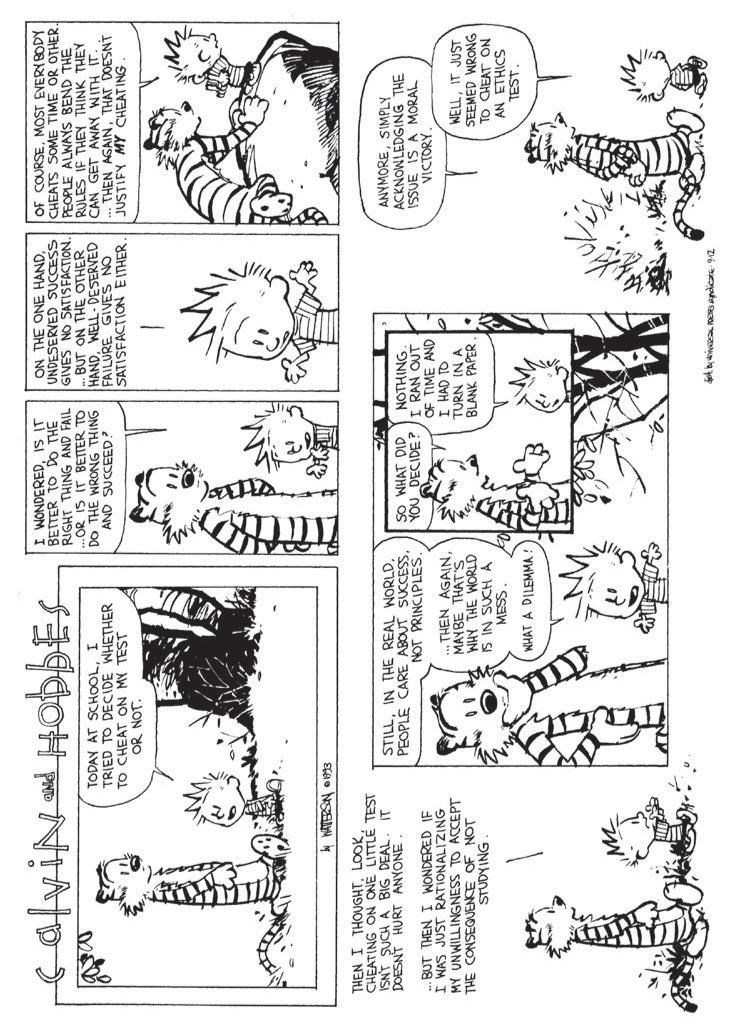 Calvin and Hobbes
TODAY AT SCHOOL, I
TRIED TO DECIDE WHETHER
TO CHEAT ON MY TEST
OR NOT.
by WATTERSON ©1993
I WONDERED, IS IT
BETTER TO DO THE
RIGHT THING AND FAIL
...OR IS IT BETTER TO
DO THE WRONG THING
AND SUCCEED?
ON THE ONE HAND,
UNDESERVED SUCCESS
GIVES NO SATISFACTION.
...BUT ON THE OTHER
HAND, WELL-DESERVED
FAILURE GIVES NO
SATISFACTION EITHER.
OF COURSE, MOST EVERYBODY
CHEATS SOME TIME OR OTHER.
PEOPLE ALWAYS BEND THE
RULES IF THEY THINK THEY
CAN GET AWAY WITH IT.
...THEN AGAIN, THAT DOESN'T
JUSTIFY MY CHEATING.
THEN I THOUGHT, LOOK,
CHEATING ON ONE LITTLE TEST
ISN'T SUCH A BIG DEAL. IT
DOESN'T HURT ANYONE.
...BUT THEN I WONDERED IF
I WAS JUST RATIONALIZING
MY UNWILLINGNESS TO ACCEPT
THE CONSEQUENCE OF NOT
STUDYING.
STILL, IN THE REAL WORLD,
PEOPLE CARE ABOUT SUCCESS,
NOT PRINCIPLES.
...THEN AGAIN,
MAYBE THAT'S
WHY THE WORLD
IS IN SUCH A
MESS.
WHAT A DILEMMA!
SO WHAT DID
YOU DECIDE?
NOTHING.
I RAN OUT
OF TIME AND
I HAD TO
TURN IN A
BLANK PAPER.
ANYMORE, SIMPLY
ACKNOWLEDGING THE
ISSUE IS A MORAL
VICTORY.
WELL, IT JUST
SEEMED WRONG
TO CHEAT ON
AN ETHICS
TEST.
dist. by universal press syndicate 9-12